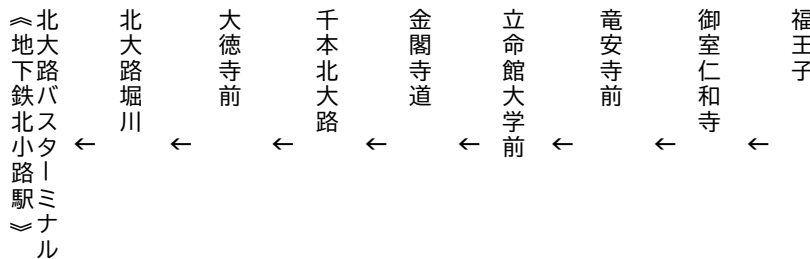 福王子
←
御室仁和寺
←
竜安寺前
←
立命館大学前
←
金閣寺道
←
千本北大路
←
大徳寺前
←
北大路堀川
←
北大路バスターミナル
《地下鉄北小路駅》